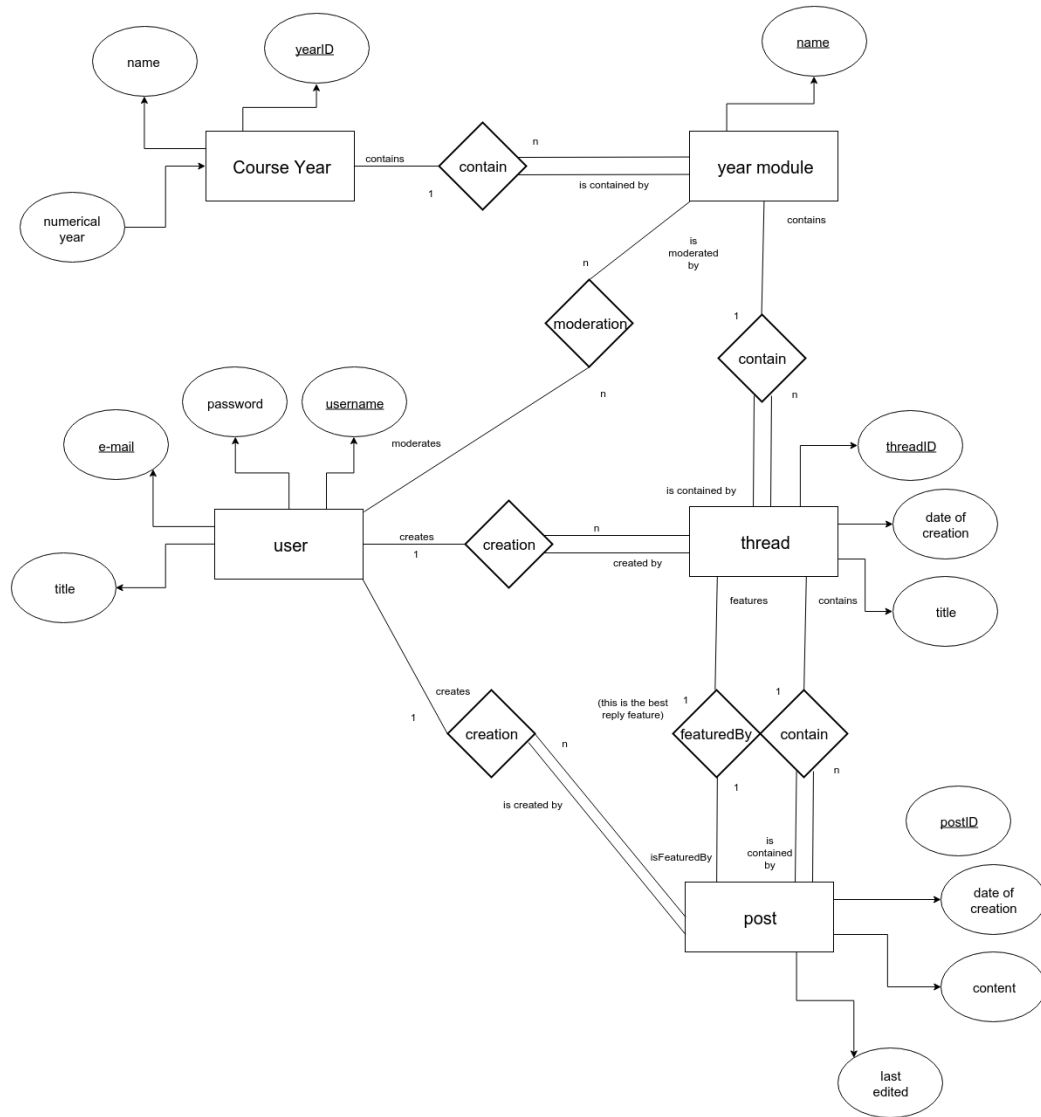 name
yearID
name
Course Year
contains
contain
n
1
is contained by
year module
numerical
year
contains
is
moderated
by
n
moderation
n
moderates
1
contain
n
is contained by
password
username
e-mail
threadID
user
creates
1
creation
n
created by
thread
date of
creation
title
title
features
contains
creates
1
creation
n
is created by
(this is the best
reply feature)
1
featuredBy
1
isFeaturedBy
1
contain
n
is
contained
by
postID
post
date of
creation
content
last
edited